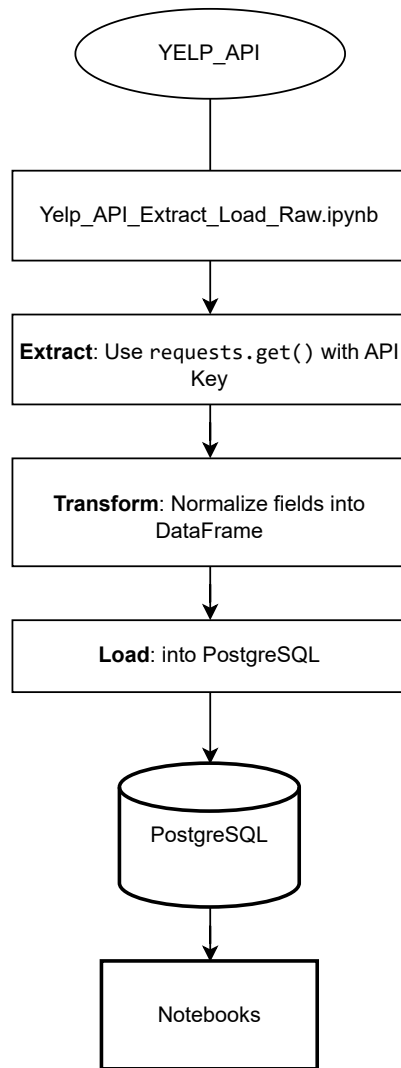 YELP_API
Yelp_API_Extract_Load_Raw.ipynb
Extract: Use requests.get() with API
Key
Transform: Normalize fields into
DataFrame
Load: into PostgreSQL
PostgreSQL
Notebooks